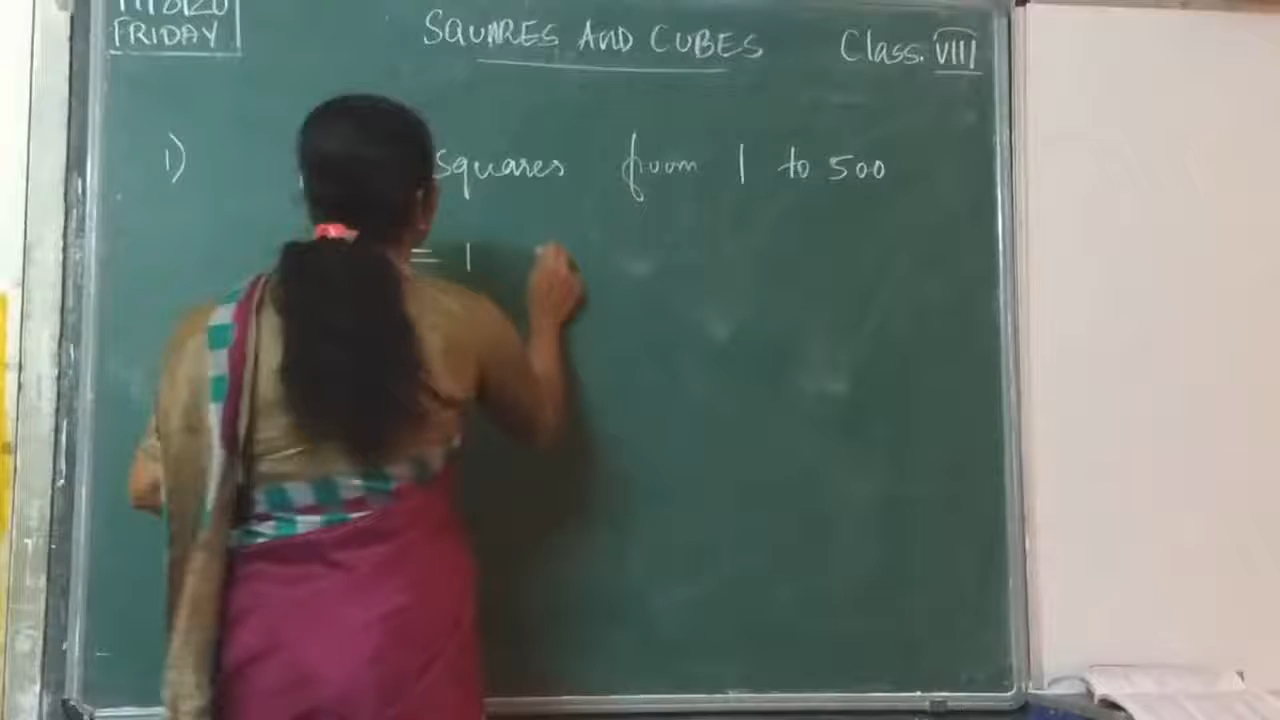 FRIDAY
SQUARES AND CUBES
Class. VIII
1) squares from 1 to 500
= 1